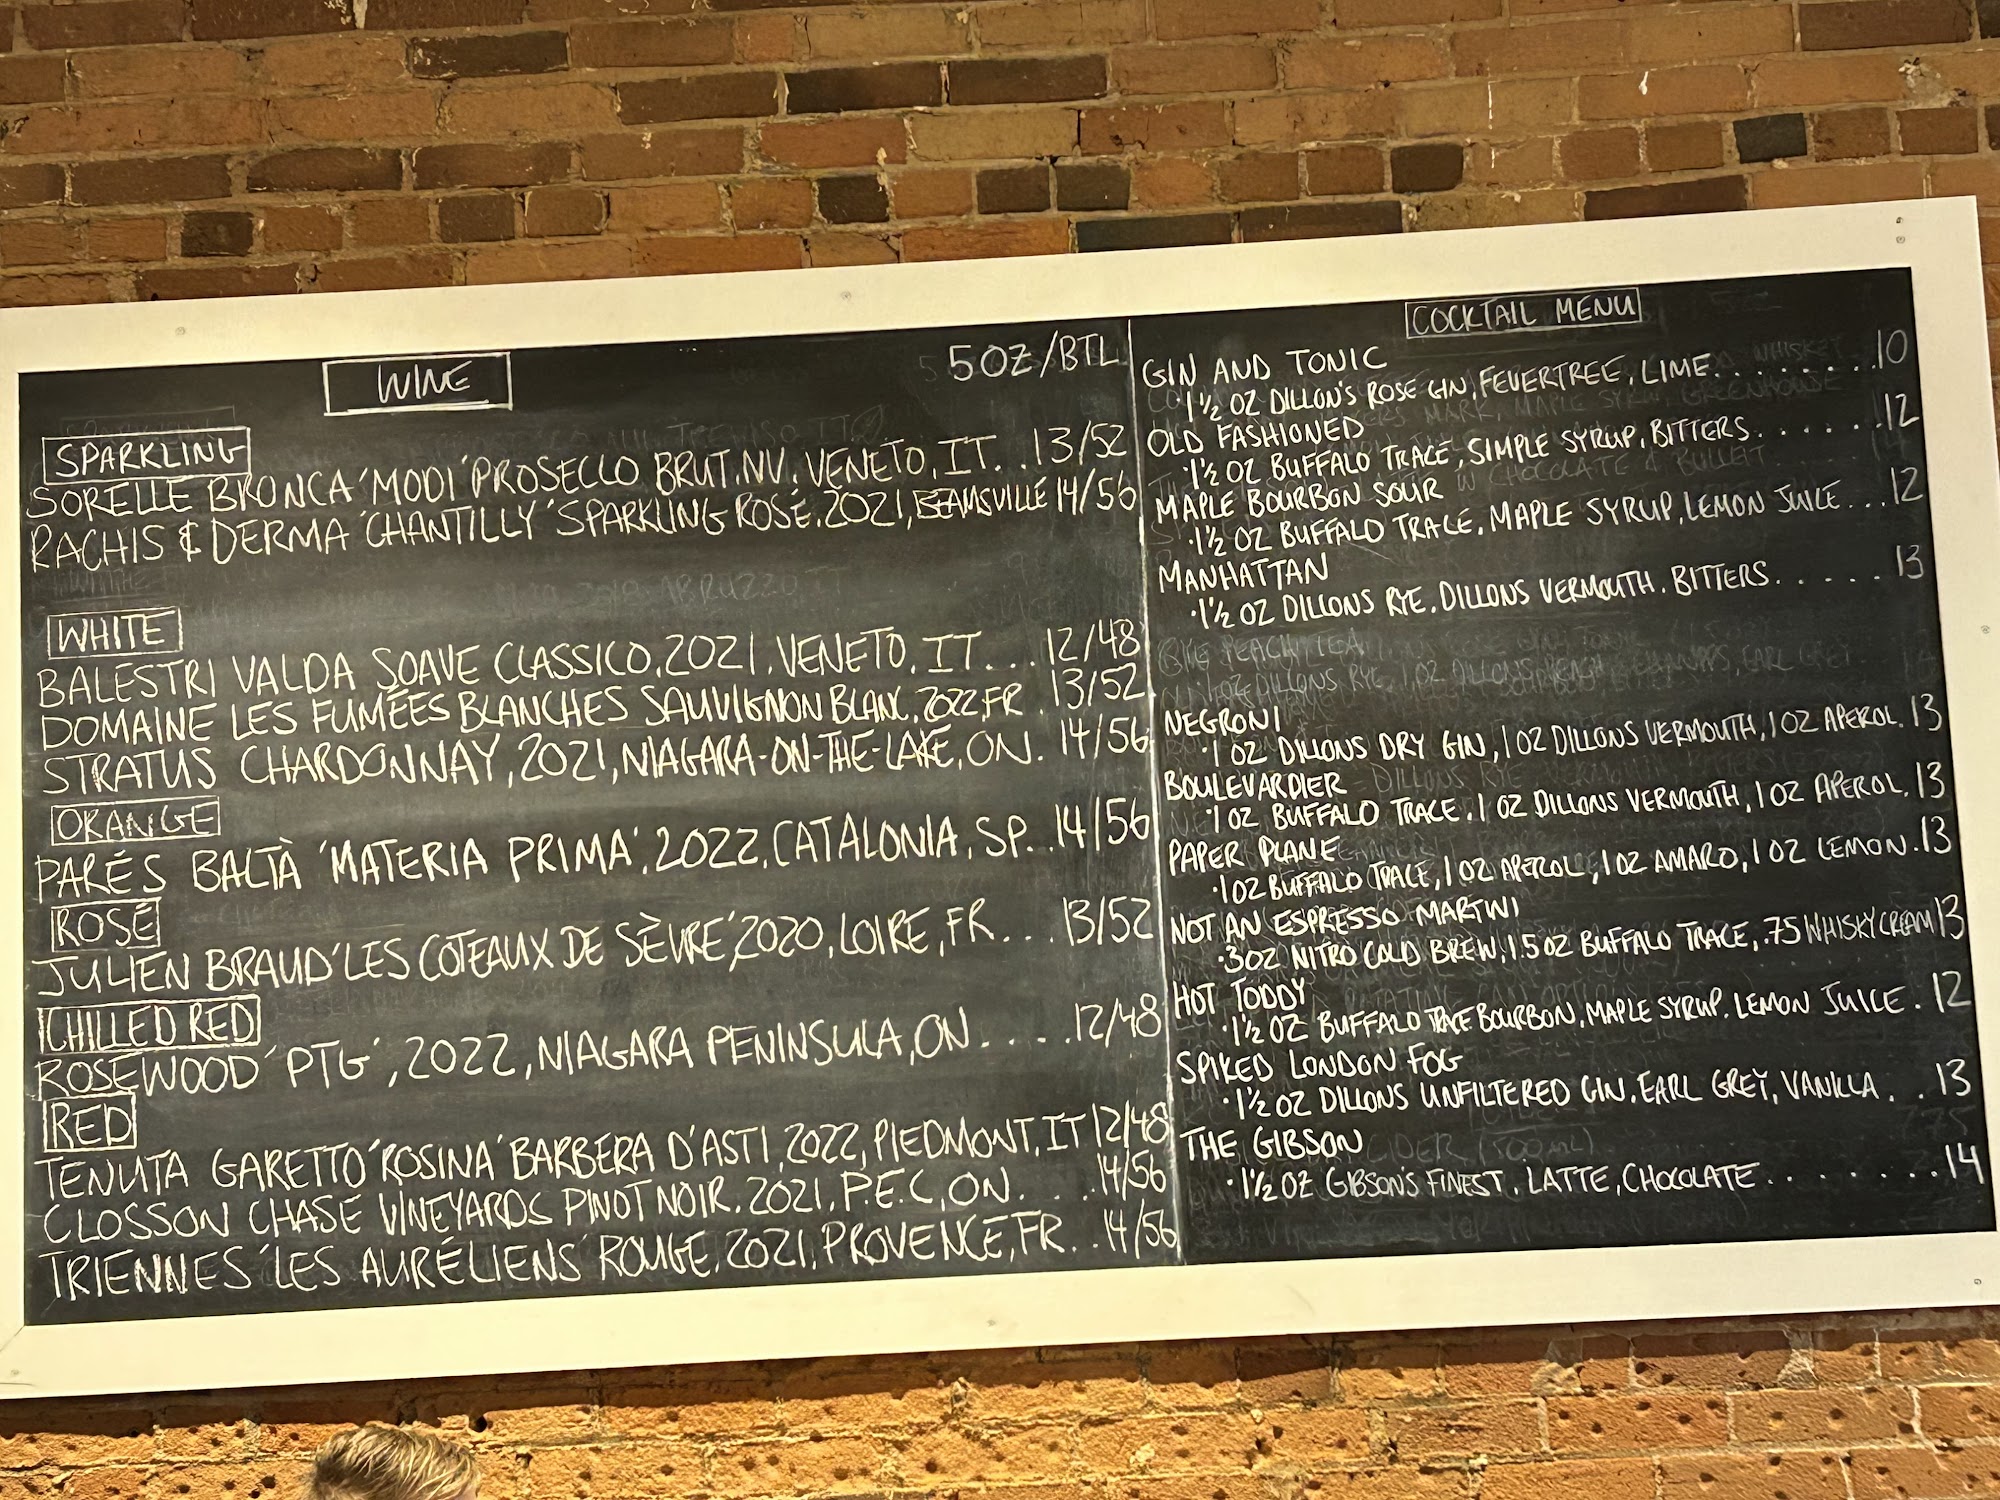 WINE
5 OZ/BTL
SPARKLING
SORELLE BRONCA 'MODI' PROSECCO BRUT. NV. VENETO, IT. . 13/52
RACHIS & DERMA 'CHANTILLY' SPARKLING ROSÉ. 2021, BEAMSVILLE 14/56
WHITE
BALESTRI VALDA SOAVE CLASSICO, 2021, VENETO, IT. . . 12/48
DOMAINE LES FUMÉES BLANCHES SAUVIGNON BLANC, 2022, FR . 13/52
STRATUS CHARDONNAY, 2021, NIAGARA-ON-THE-LAKE, ON. 14/56
ORANGE
PARÉS BALTÀ 'MATERIA PRIMA', 2022, CATALONIA, SP. . 14/56
ROSÉ
JULIEN BRAUD 'LES COTEAUX DE SÈVRE', 2020, LOIRE, FR . . . 13/52
CHILLED RED
ROSEWOOD 'PTG', 2022, NIAGARA PENINSULA, ON . . . . . 12/48
RED
TENUTA GARETTO 'ROSINA' BARBERA D'ASTI, 2022, PIEDMONT, IT 12/48
CLOSSON CHASE VINEYARDS PINOT NOIR, 2021, P.E.C, ON. . . . 14/56
TRIENNES 'LES AURÉLIENS' ROUGE, 2021, PROVENCE, FR. . 14/56
COCKTAIL MENU
GIN AND TONIC
· 1½ OZ DILLON'S ROSE GIN, FEVERTREE, LIME. . . . . . . . 10
OLD FASHIONED
· 1½ OZ BUFFALO TRACE, SIMPLE SYRUP, BITTERS. . . . . . 12
MAPLE BOURBON SOUR
· 1½ OZ BUFFALO TRACE, MAPLE SYRUP, LEMON JUICE . . . 12
MANHATTAN
· 1½ OZ DILLONS RYE, DILLONS VERMOUTH, BITTERS. . . . . 13
NEGRONI
· 1 OZ DILLONS DRY GIN, 1 OZ DILLONS VERMOUTH, 1 OZ APEROL. 13
BOULEVARDIER
· 1 OZ BUFFALO TRACE, 1 OZ DILLONS VERMOUTH, 1 OZ APEROL. 13
PAPER PLANE
· 1 OZ BUFFALO TRACE, 1 OZ APEROL, 1 OZ AMARO, 1 OZ LEMON. 13
NOT AN ESPRESSO MARTINI
· 3 OZ NITRO COLD BREW, 1.5 OZ BUFFALO TRACE, .75 WHISKY CREAM 13
HOT TODDY
· 1½ OZ BUFFALO TRACE BOURBON, MAPLE SYRUP, LEMON JUICE . 12
SPIKED LONDON FOG
· 1½ OZ DILLONS UNFILTERED GIN, EARL GREY, VANILLA . . 13
THE GIBSON
· 1½ OZ GIBSON'S FINEST, LATTE, CHOCOLATE . . . . . . . 14